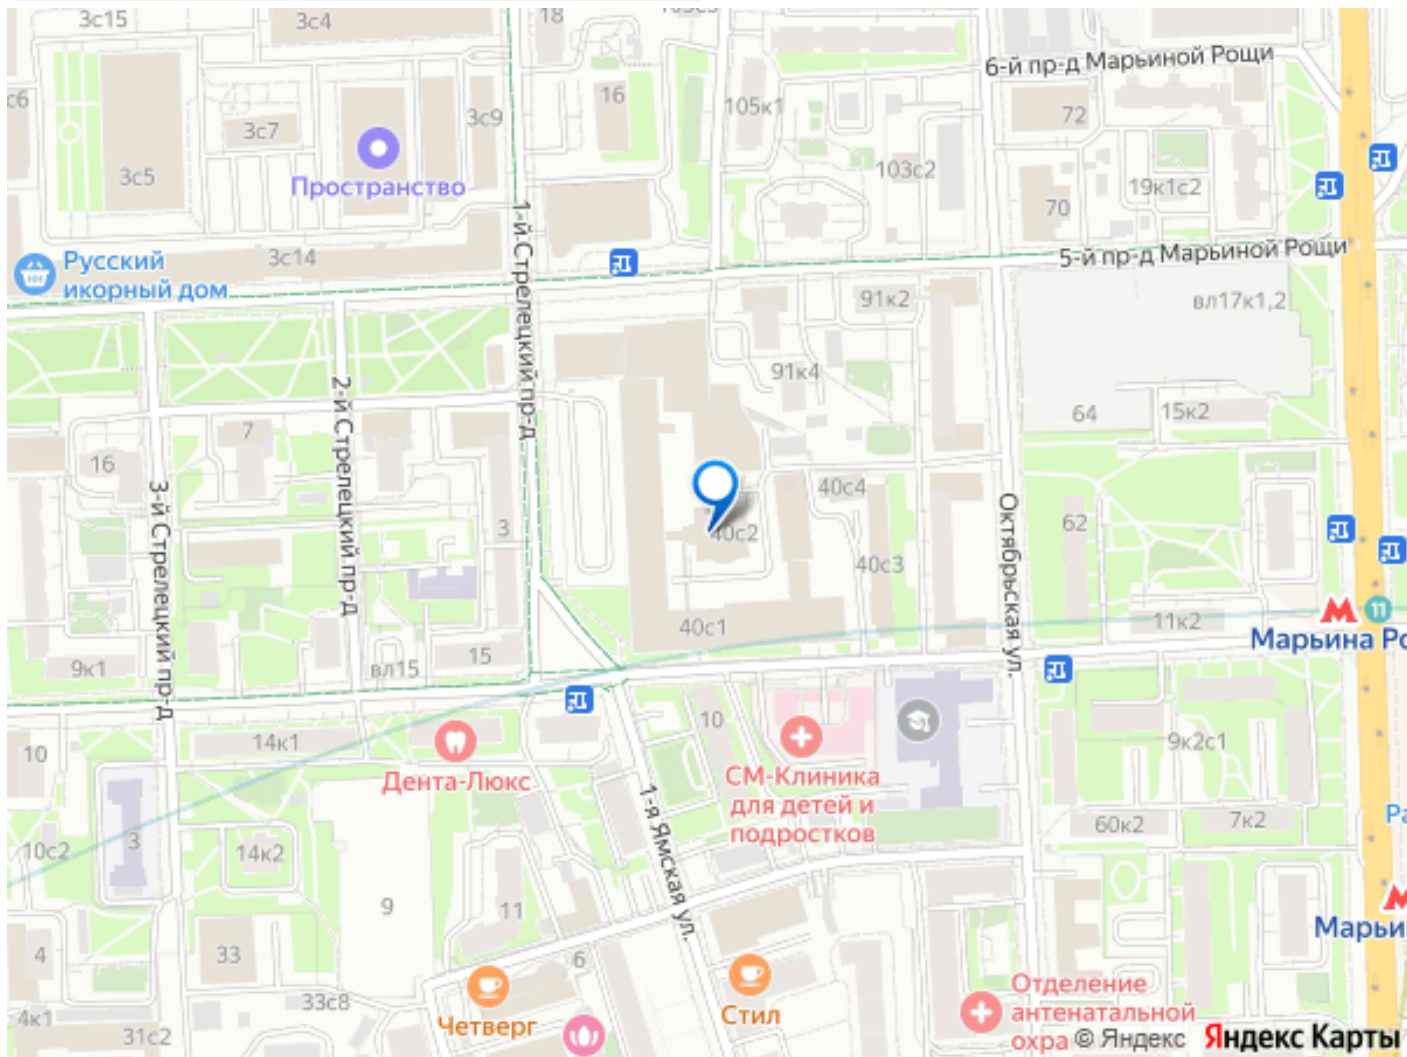 3с15
3с4
18
105с3
6-й пр-д Марьиной Рощи
с6
3с7
3с9
16
105к1
72
3с5
Пространство
103с2
19к1с2
70
1-й Стрелецкий пр-д
5-й пр-д Марьиной Рощи
Русский
икорный дом
3с14
91к2
вл17к1,2
91к4
2-й Стрелецкий пр-д
64
15к2
7
16
3-й Стрелецкий пр-д
3
40с4
40с2
Октябрьская ул.
62
40с3
40с1
11к2
11
Марьина Ро
9к1
вл15
15
10
14к1
Дента-Люкс
10
СМ-Клиника
для детей и
подростков
9к2с1
1-я Ямская ул.
60к2
7к2
Ра
10с2
3
14к2
9
11
Марьи
4
33
6
33с8
4к1
31с2
Четверг
Стил
Отделение
антенатальной
охра
© Яндекс
Яндекс Карты